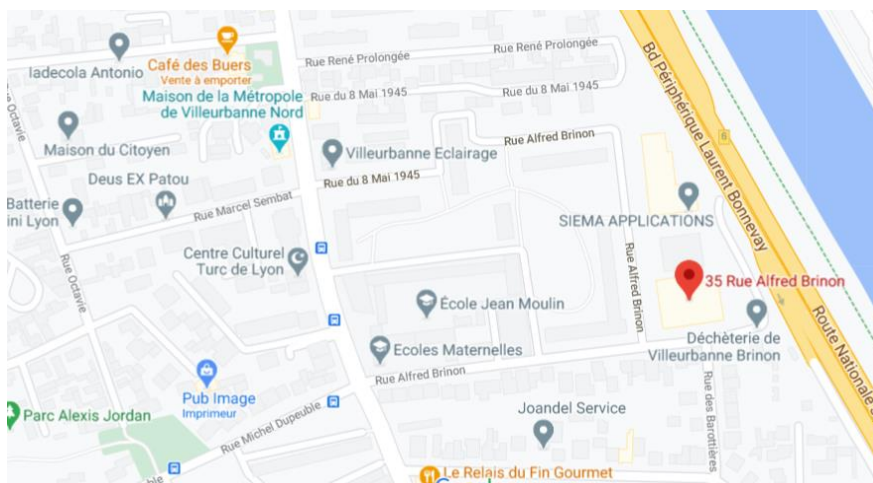 Iadecola Antonio
Café des Buers
Vente à emporter
Rue René Prolongée
Rue René Prolongée
Bd Périphérique Laurent Bonnevay
Rue Octavie
Maison de la Métropole
de Villeurbanne Nord
Rue du 8 Mai 1945
Rue du 8 Mai 1945
6
Rue Alfred Brinon
Maison du Citoyen
Villeurbanne Eclairage
Deus EX Patou
Rue du 8 Mai 1945
Batterie
ini Lyon
Rue Marcel Sembat
SIEMA APPLICATIONS
Centre Culturel
Turc de Lyon
Rue Octavie
Rue Alfred Brinon
35 Rue Alfred Brinon
École Jean Moulin
Déchèterie de
Villeurbanne Brinon
Route Nationale
Ecoles Maternelles
Rue Alfred Brinon
Pub Image
Imprimeur
Parc Alexis Jordan
Rue Michel Dupeuble
Joandel Service
Rue des Barottières
Le Relais du Fin Gourmet